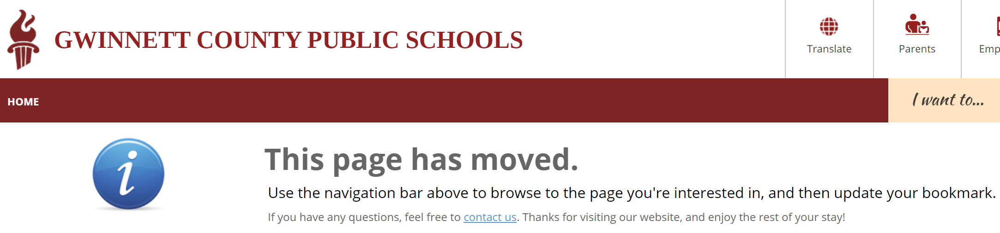 GWINNETT COUNTY PUBLIC SCHOOLS
Translate
Parents
Emp
HOME
I want to...
This page has moved.
Use the navigation bar above to browse to the page you're interested in, and then update your bookmark.
If you have any questions, feel free to contact us. Thanks for visiting our website, and enjoy the rest of your stay!